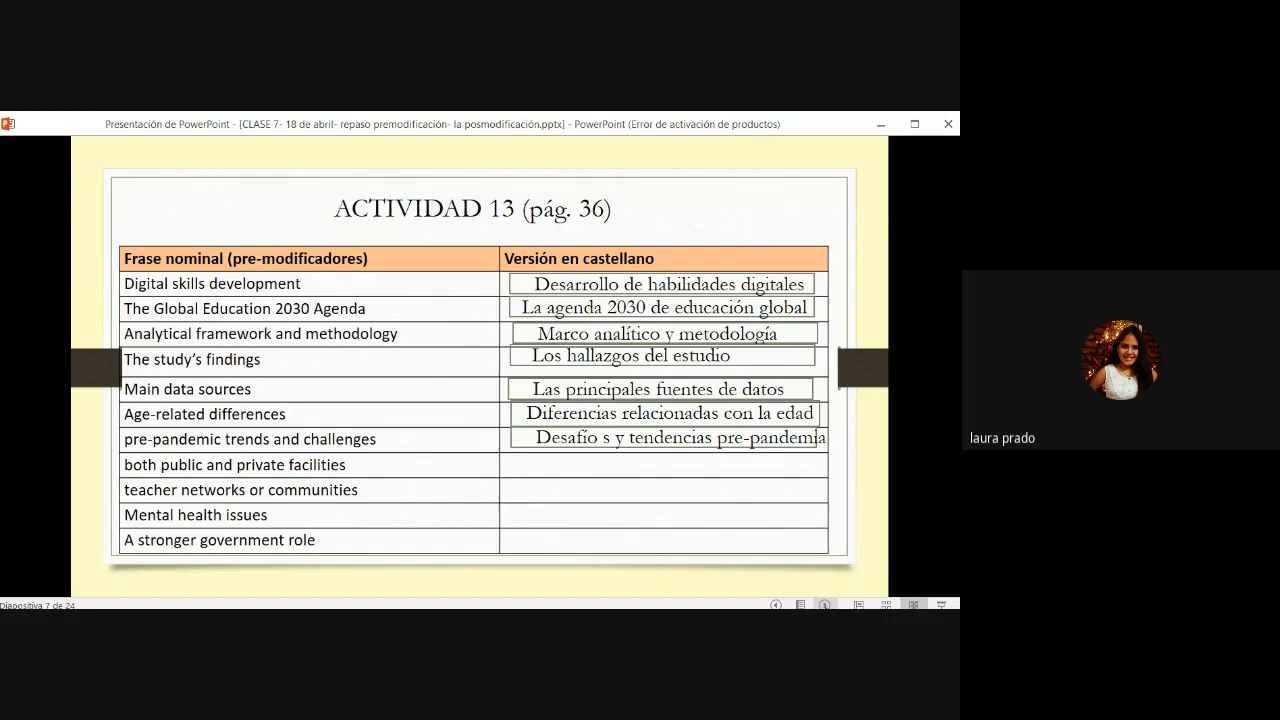 Presentación de PowerPoint - [CLASE 7- 18 de abril- repaso premodificación- la posmodificación.pptx] - PowerPoint (Error de activación de productos)
ACTIVIDAD 13 (pág. 36)
Frase nominal (pre-modificadores) Versión en castellano
Digital skills development Desarrollo de habilidades digitales
The Global Education 2030 Agenda La agenda 2030 de educación global
Analytical framework and methodology Marco analítico y metodología
The study's findings Los hallazgos del estudio
Main data sources Las principales fuentes de datos
Age-related differences Diferencias relacionadas con la edad
pre-pandemic trends and challenges Desafío s y tendencias pre-pandemia
both public and private facilities
teacher networks or communities
Mental health issues
A stronger government role
laura prado
Diapositiva 7 de 24